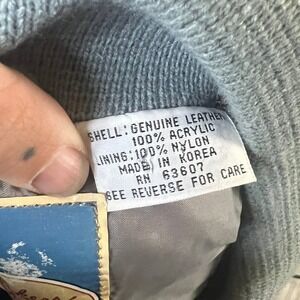 SHELL: GENUINE LEATHER
100% ACRYLIC
LINING: 100% NYLON
MADE IN KOREA
RN 63607
SEE REVERSE FOR CARE